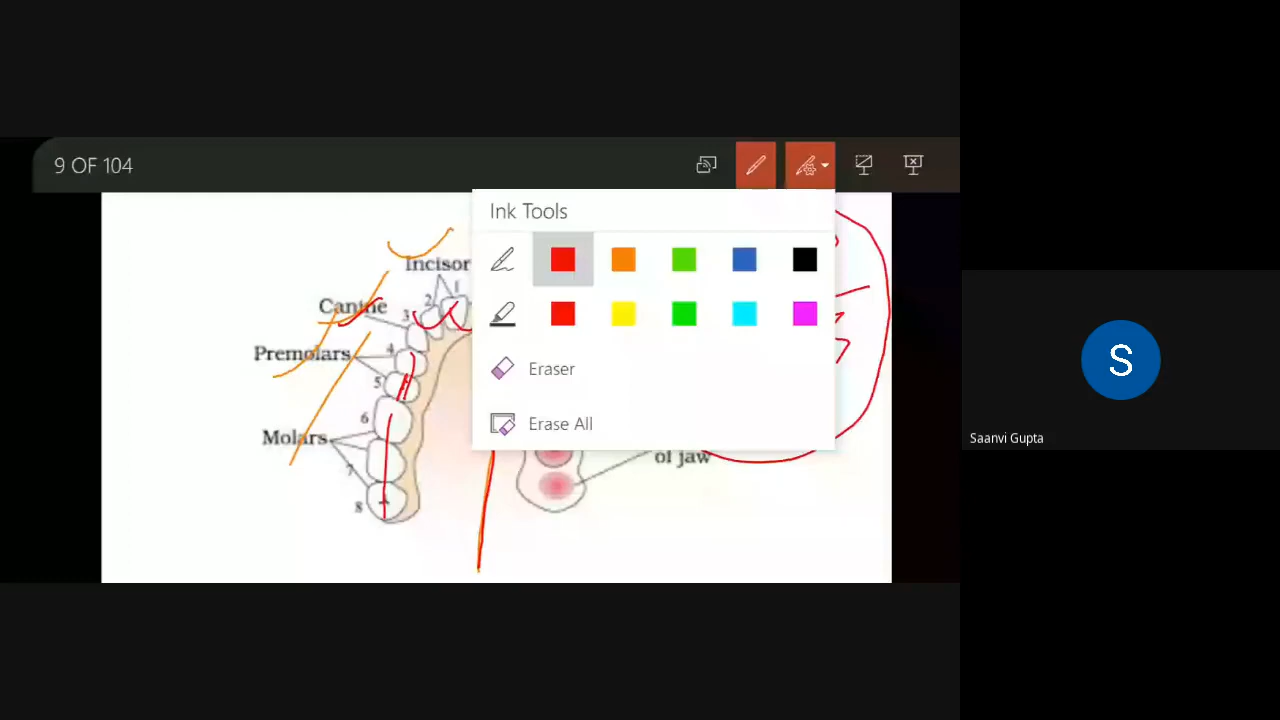 9 OF 104
Ink Tools
Incisor
1
2
Canine
3
Premolars
4
5
Eraser
6
Molars
Erase All
7
of jaw
8
S
Saanvi Gupta